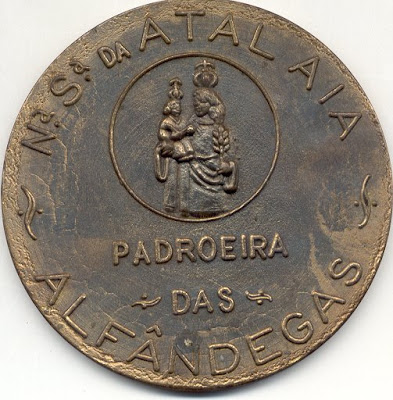 Nª. Sª. DA ATALAIA
PADROEIRA
DAS
ALFÂNDEGAS